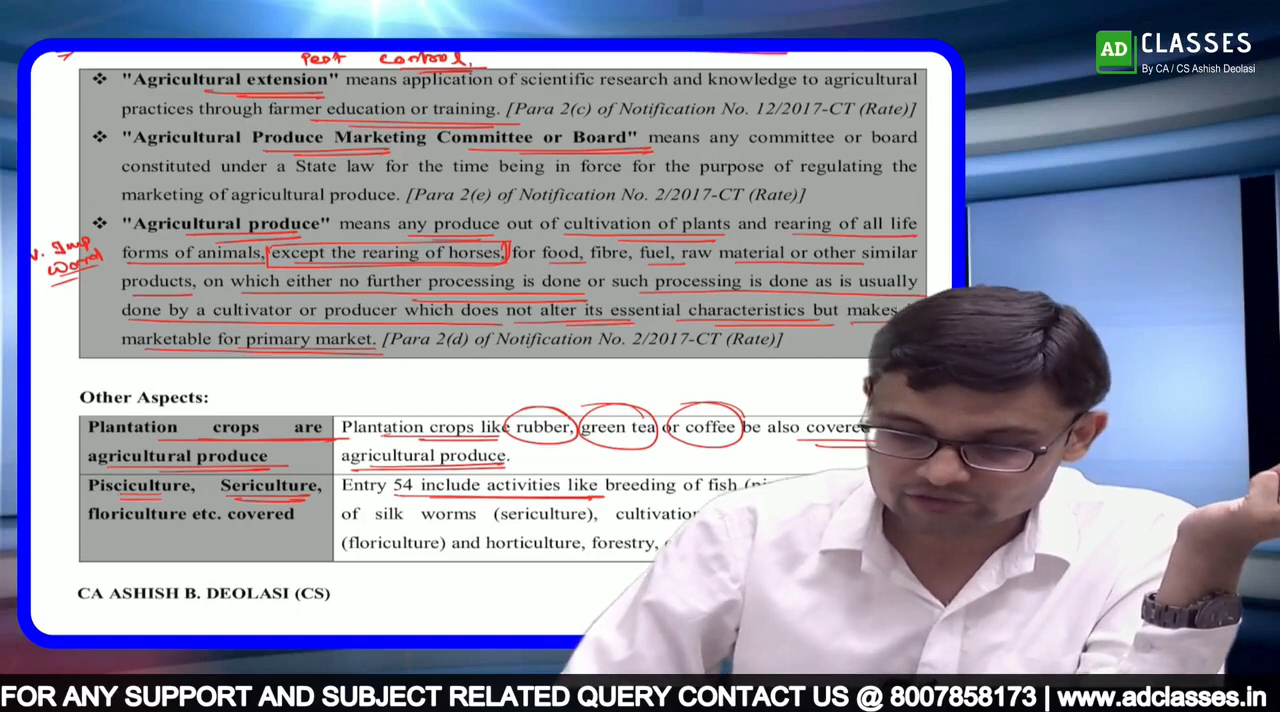 AD CLASSES
By CA / CS Ashish Deolasi
Pest control,
❖ "Agricultural extension" means application of scientific research and knowledge to agricultural
practices through farmer education or training. [Para 2(c) of Notification No. 12/2017-CT (Rate)]
❖ "Agricultural Produce Marketing Committee or Board" means any committee or board
constituted under a State law for the time being in force for the purpose of regulating the
marketing of agricultural produce. [Para 2(e) of Notification No. 2/2017-CT (Rate)]
❖ "Agricultural produce" means any produce out of cultivation of plants and rearing of all life
forms of animals, except the rearing of horses, for food, fibre, fuel, raw material or other similar
products, on which either no further processing is done or such processing is done as is usually
done by a cultivator or producer which does not alter its essential characteristics but makes
marketable for primary market. [Para 2(d) of Notification No. 2/2017-CT (Rate)]
V. Imp
Word
Other Aspects:
Plantation crops are
agricultural produce
Plantation crops like rubber, green tea or coffee be also covered
agricultural produce.
Pisciculture, Sericulture,
floriculture etc. covered
Entry 54 include activities like breeding of fish
of silk worms (sericulture),
(floriculture) and horticulture, forestry,
CA ASHISH B. DEOLASI (CS)
FOR ANY SUPPORT AND SUBJECT RELATED QUERY CONTACT US @ 8007858173 | www.adclasses.in